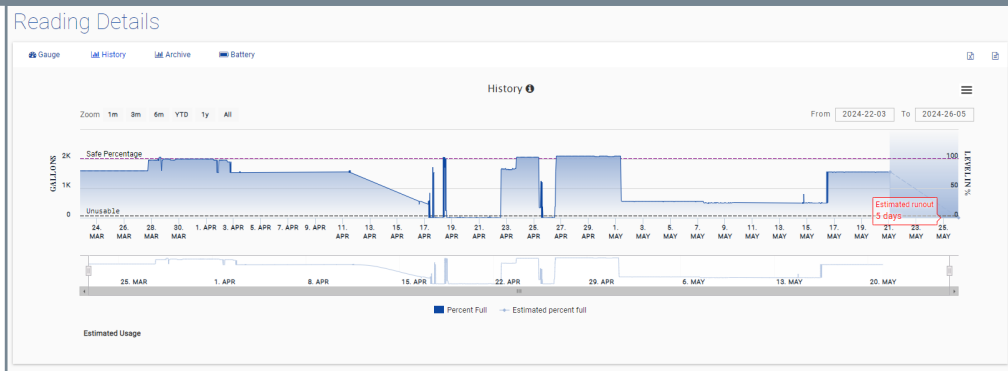 Reading Details
Gauge History Archive Battery
History
Zoom 1m 3m 6m YTD 1y All
From 2024-22-03 To 2024-26-05
GALLONS
2K
1K
0
Safe Percentage
Unusable
100
50
0
LEVEL IN %
Estimated runout
5 days
24. MAR 26. MAR 28. MAR 30. MAR 1. APR 3. APR 5. APR 7. APR 9. APR 11. APR 13. APR 15. APR 17. APR 19. APR 21. APR 23. APR 25. APR 27. APR 29. APR 1. MAY 3. MAY 5. MAY 7. MAY 9. MAY 11. MAY 13. MAY 15. MAY 17. MAY 19. MAY 21. MAY 23. MAY 25. MAY
25. MAR 1. APR 8. APR 15. APR 22. APR 29. APR 6. MAY 13. MAY 20. MAY
Percent Full Estimated percent full
Estimated Usage